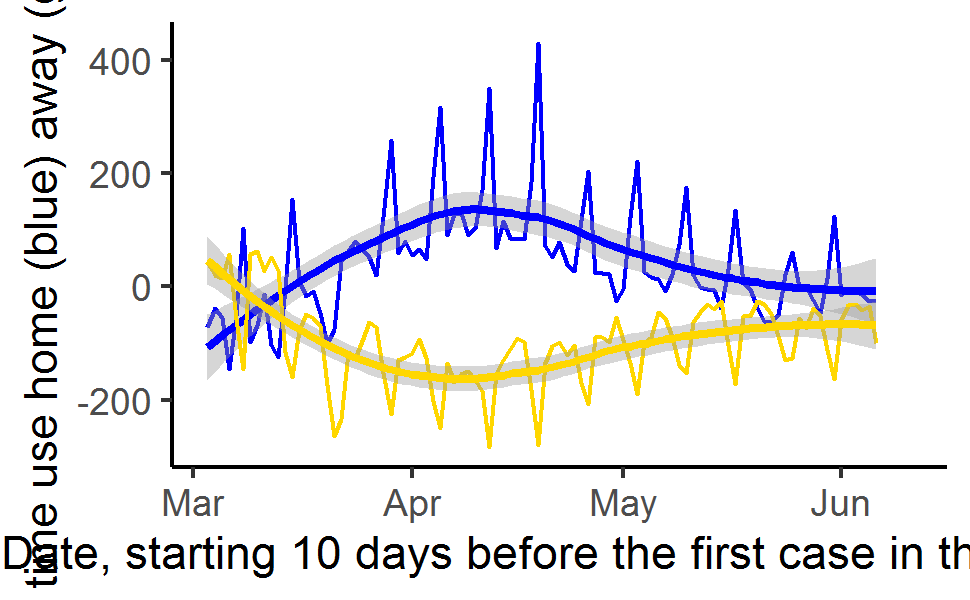 time use home (blue) away (
400
200
0
-200
Mar Apr May Jun
Date, starting 10 days before the first case in th